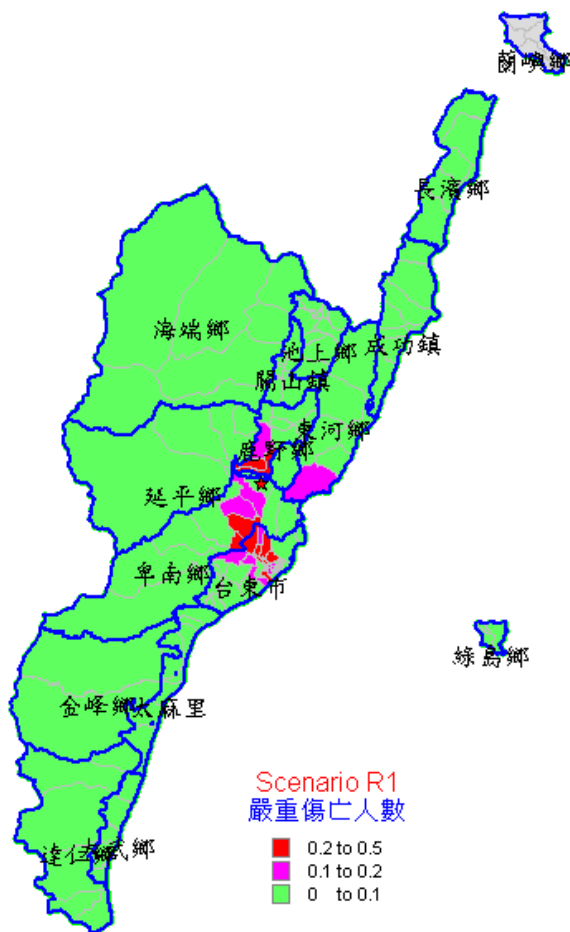 蘭嶼鄉
長濱鄉
海端鄉
池上鄉
成功鎮
關山鎮
東河鄉
鹿野鄉
延平鄉
卑南鄉
台東市
綠島鄉
金峰鄉
太麻里
達仁鄉
大武鄉
Scenario R1
嚴重傷亡人數
0.2 to 0.5
0.1 to 0.2
0 to 0.1